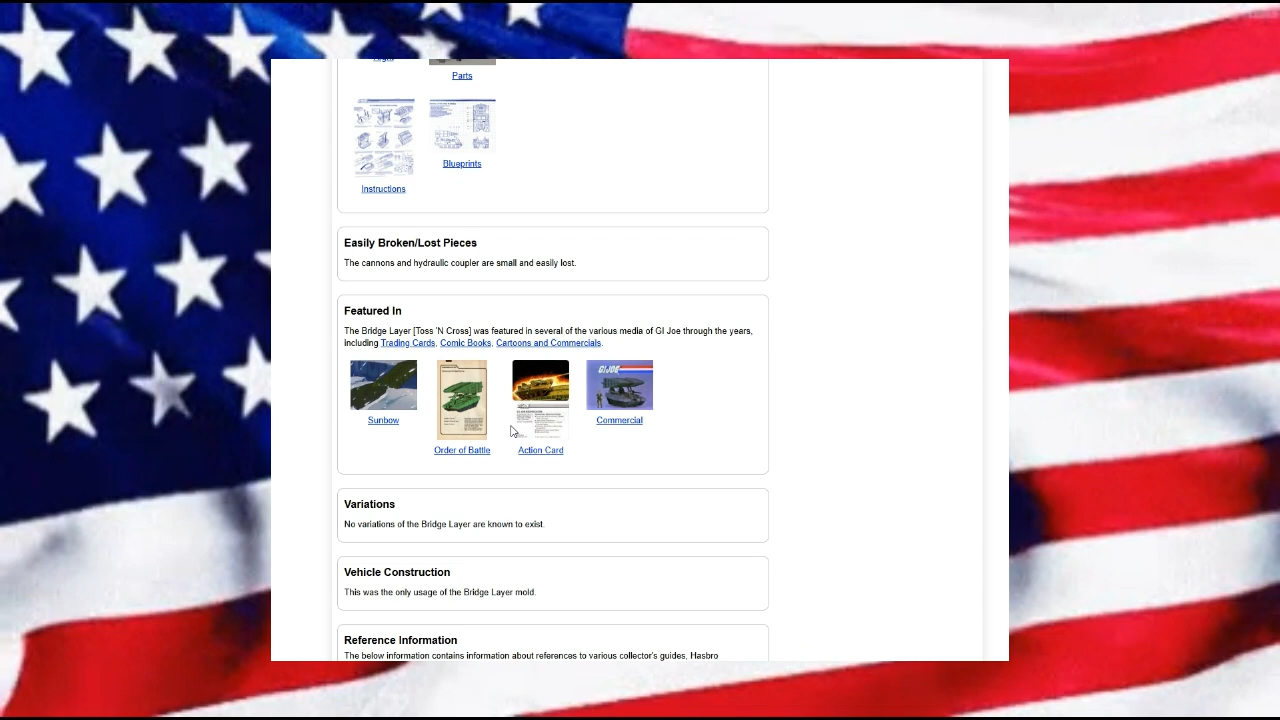 Parts
Blueprints
Instructions
Easily Broken/Lost Pieces
The cannons and hydraulic coupler are small and easily lost.
Featured In
The Bridge Layer [Toss 'N Cross] was featured in several of the various media of GI Joe through the years,
including Trading Cards, Comic Books, Cartoons and Commercials.
GI JOE
Sunbow
Commercial
Order of Battle
Action Card
Variations
No variations of the Bridge Layer are known to exist.
Vehicle Construction
This was the only usage of the Bridge Layer mold.
Reference Information
The below information contains information about references to various collector's guides, Hasbro